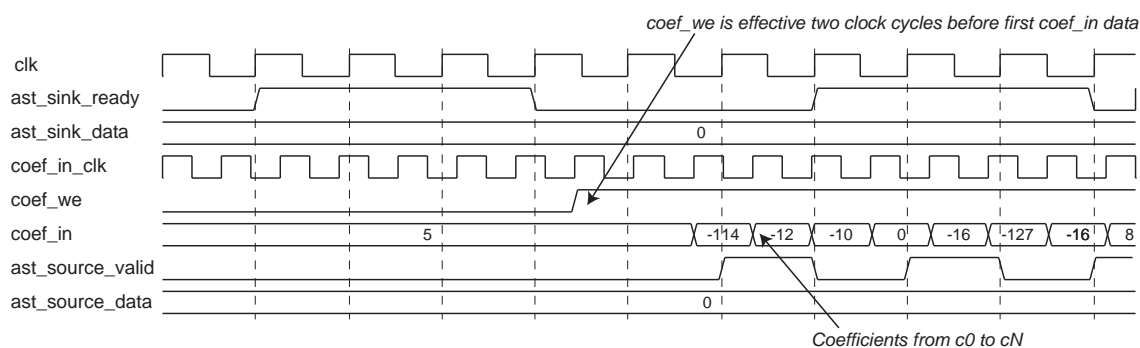 coef_we is effective two clock cycles before first coef_in data
clk
ast_sink_ready
ast_sink_data 0
coef_in_clk
coef_we
coef_in 5 -114 -12 -10 0 -16 -127 -16 8
ast_source_valid
ast_source_data 0
Coefficients from c0 to cN